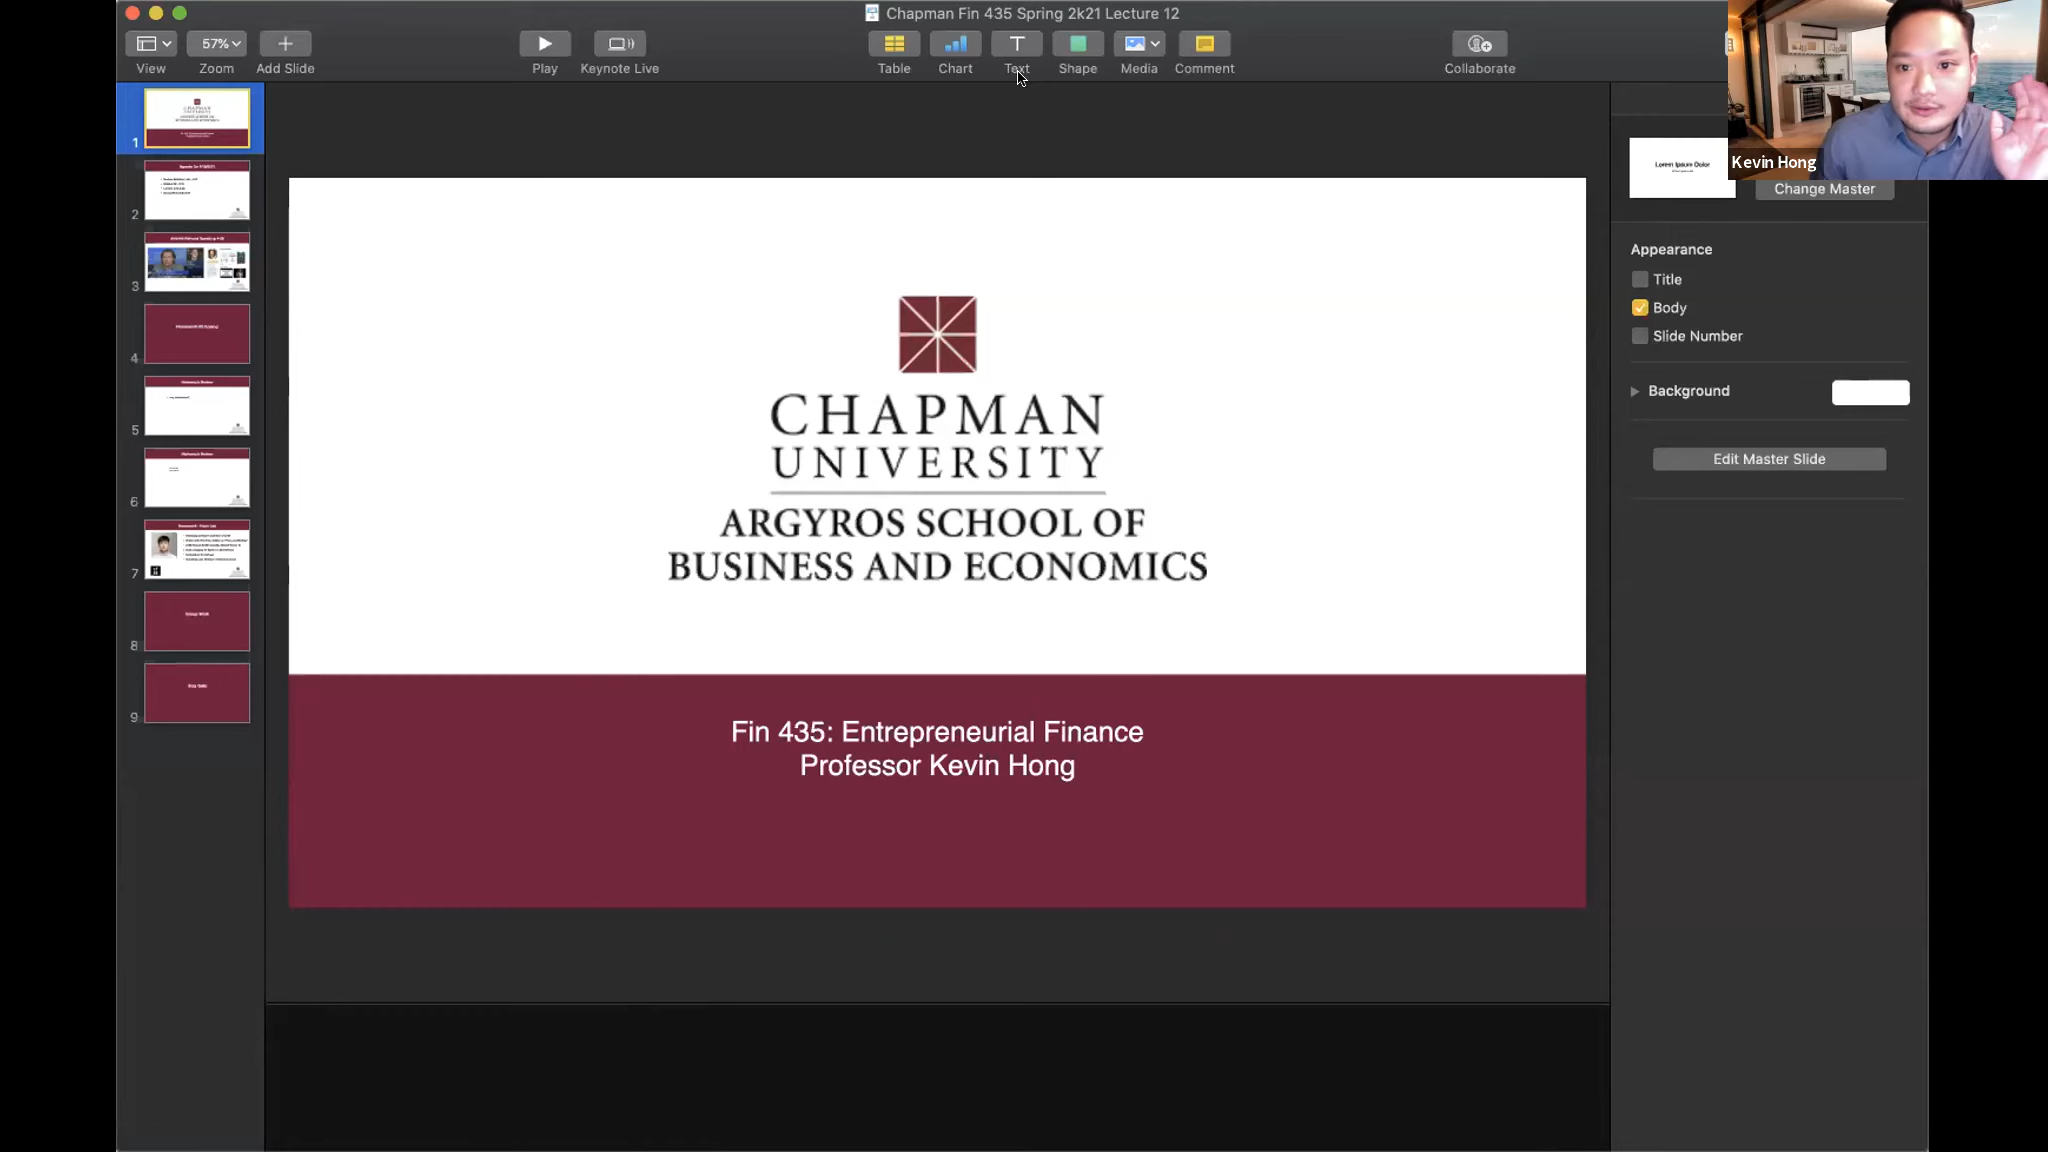 Chapman Fin 435 Spring 2k21 Lecture 12
57%
View
Zoom
Add Slide
Play
Keynote Live
Table
Chart
Text
Shape
Media
Comment
Collaborate
Kevin Hong
1
2
3
4
5
6
7
8
9
CHAPMAN
UNIVERSITY
ARGYROS SCHOOL OF
BUSINESS AND ECONOMICS
Fin 435: Entrepreneurial Finance
Professor Kevin Hong
Lorem Ipsum Dolor
Change Master
Appearance
Title
Body
Slide Number
Background
Edit Master Slide